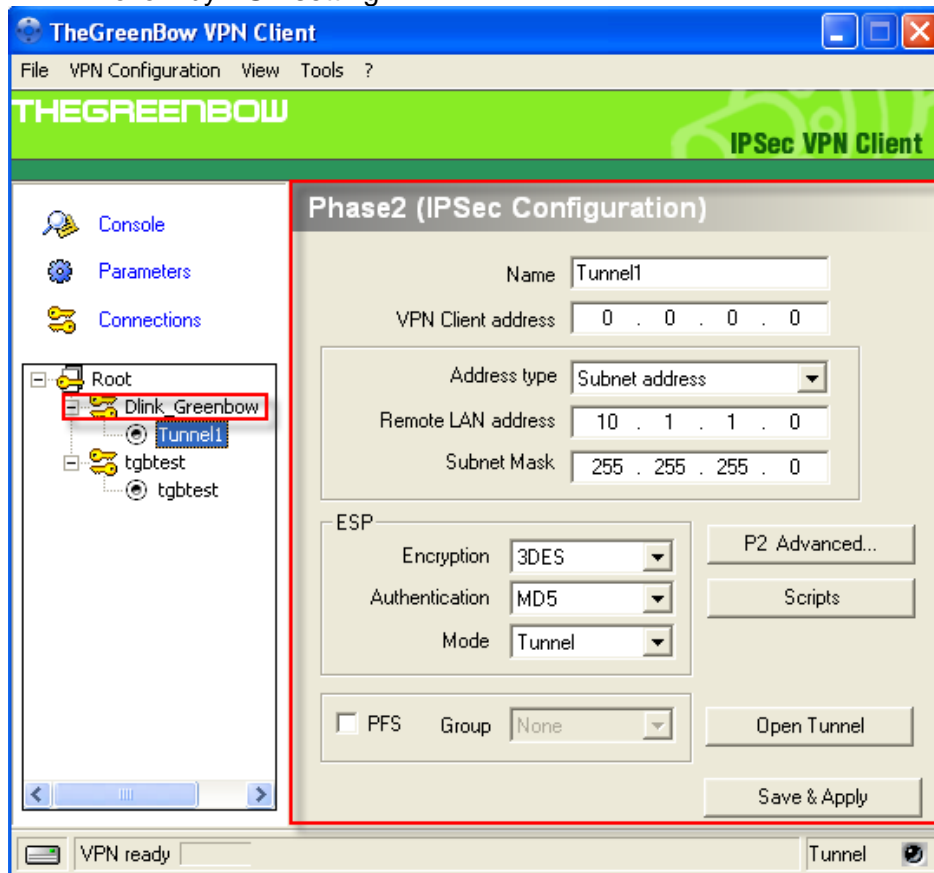 TheGreenBow VPN Client
File VPN Configuration View Tools ?
THEGREENBOW
IPSec VPN Client
Console
Parameters
Connections
Root
Dlink_Greenbow
Tunnel1
tgbtest
tgbtest
Phase2 (IPSec Configuration)
Name Tunnel1
VPN Client address 0 . 0 . 0 . 0
Address type Subnet address
Remote LAN address 10 . 1 . 1 . 0
Subnet Mask 255 . 255 . 255 . 0
ESP
Encryption 3DES
Authentication MD5
Mode Tunnel
P2 Advanced...
Scripts
PFS Group None
Open Tunnel
Save & Apply
VPN ready
Tunnel